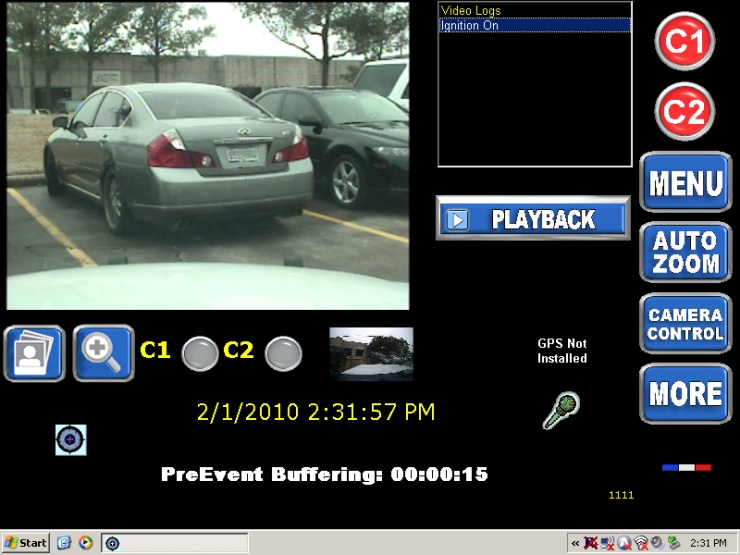 Video Logs
Ignition On
C1
C2
MENU
PLAYBACK
AUTO
ZOOM
CAMERA
CONTROL
C1
C2
GPS Not
Installed
MORE
2/1/2010 2:31:57 PM
PreEvent Buffering: 00:00:15
1111
Start
«
2:31 PM